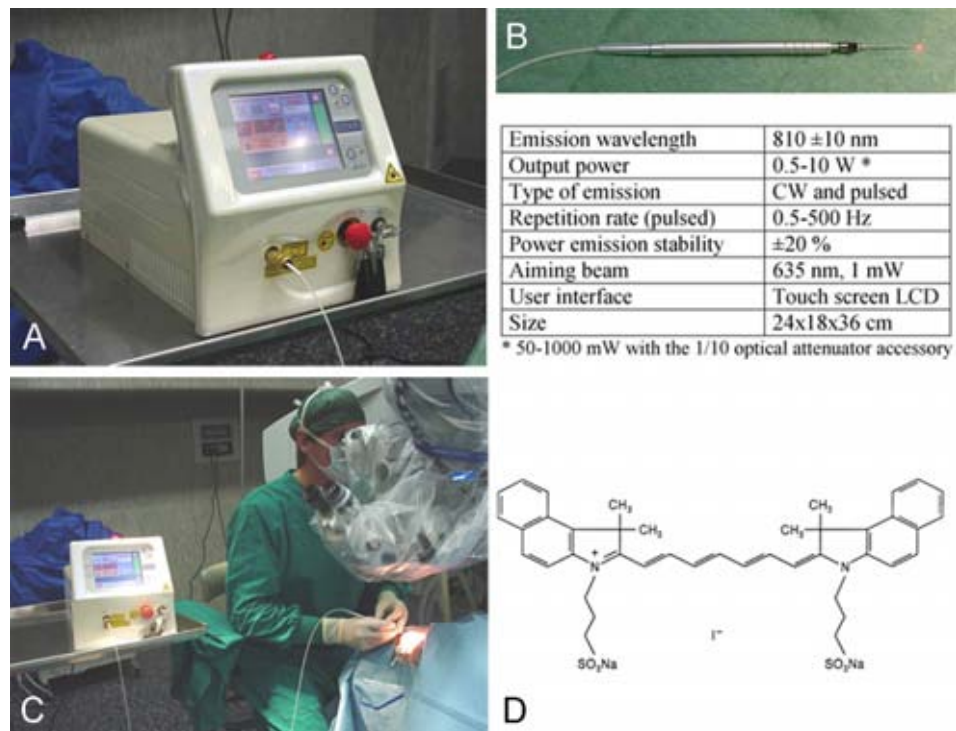 A
B
Emission wavelength 810 ±10 nm
Output power 0.5-10 W *
Type of emission CW and pulsed
Repetition rate (pulsed) 0.5-500 Hz
Power emission stability ±20 %
Aiming beam 635 nm, 1 mW
User interface Touch screen LCD
Size 24x18x36 cm
* 50-1000 mW with the 1/10 optical attenuator accessory
C
CH₃ CH₃
CH₃ CH₃
N + N
I⁻
SO₃Na SO₃Na
D